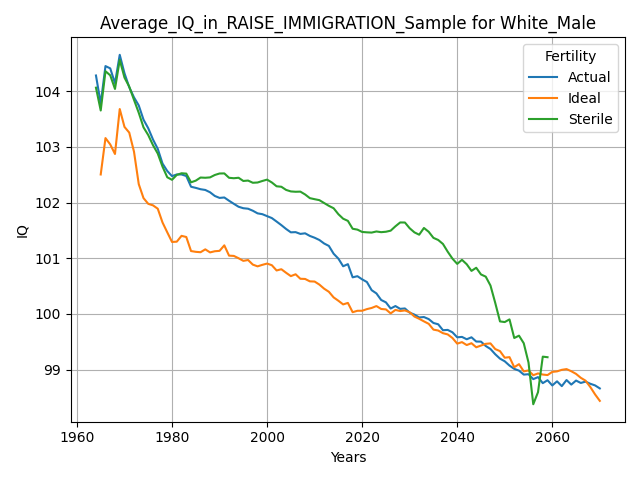 Average_IQ_in_RAISE_IMMIGRATION_Sample for White_Male
Fertility
Actual
Ideal
Sterile
IQ
104
103
102
101
100
99
1960
1980
2000
2020
2040
2060
Years